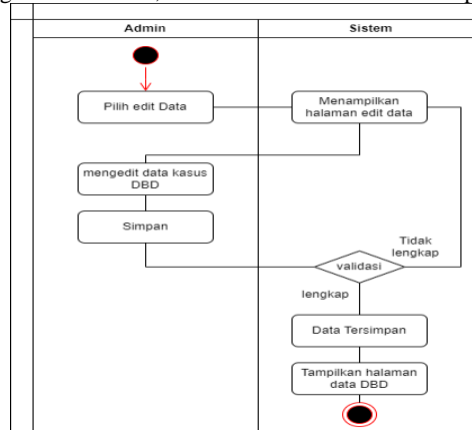 Admin
Sistem
Pilih edit Data
Menampilkan
halaman edit data
mengedit data kasus
DBD
Simpan
Tidak
lengkap
validasi
lengkap
Data Tersimpan
Tampilkan halaman
data DBD